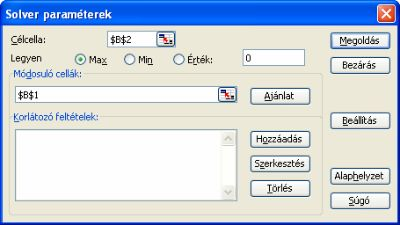 Solver paraméterek
Célcella: $B$2 Megoldás
Legyen Max Min Érték: 0 Bezárás
Módosuló cellák:
$B$1 Ajánlat
Korlátozó feltételek: Beállítás
Hozzáadás
Szerkesztés
Törlés Alaphelyzet
Súgó